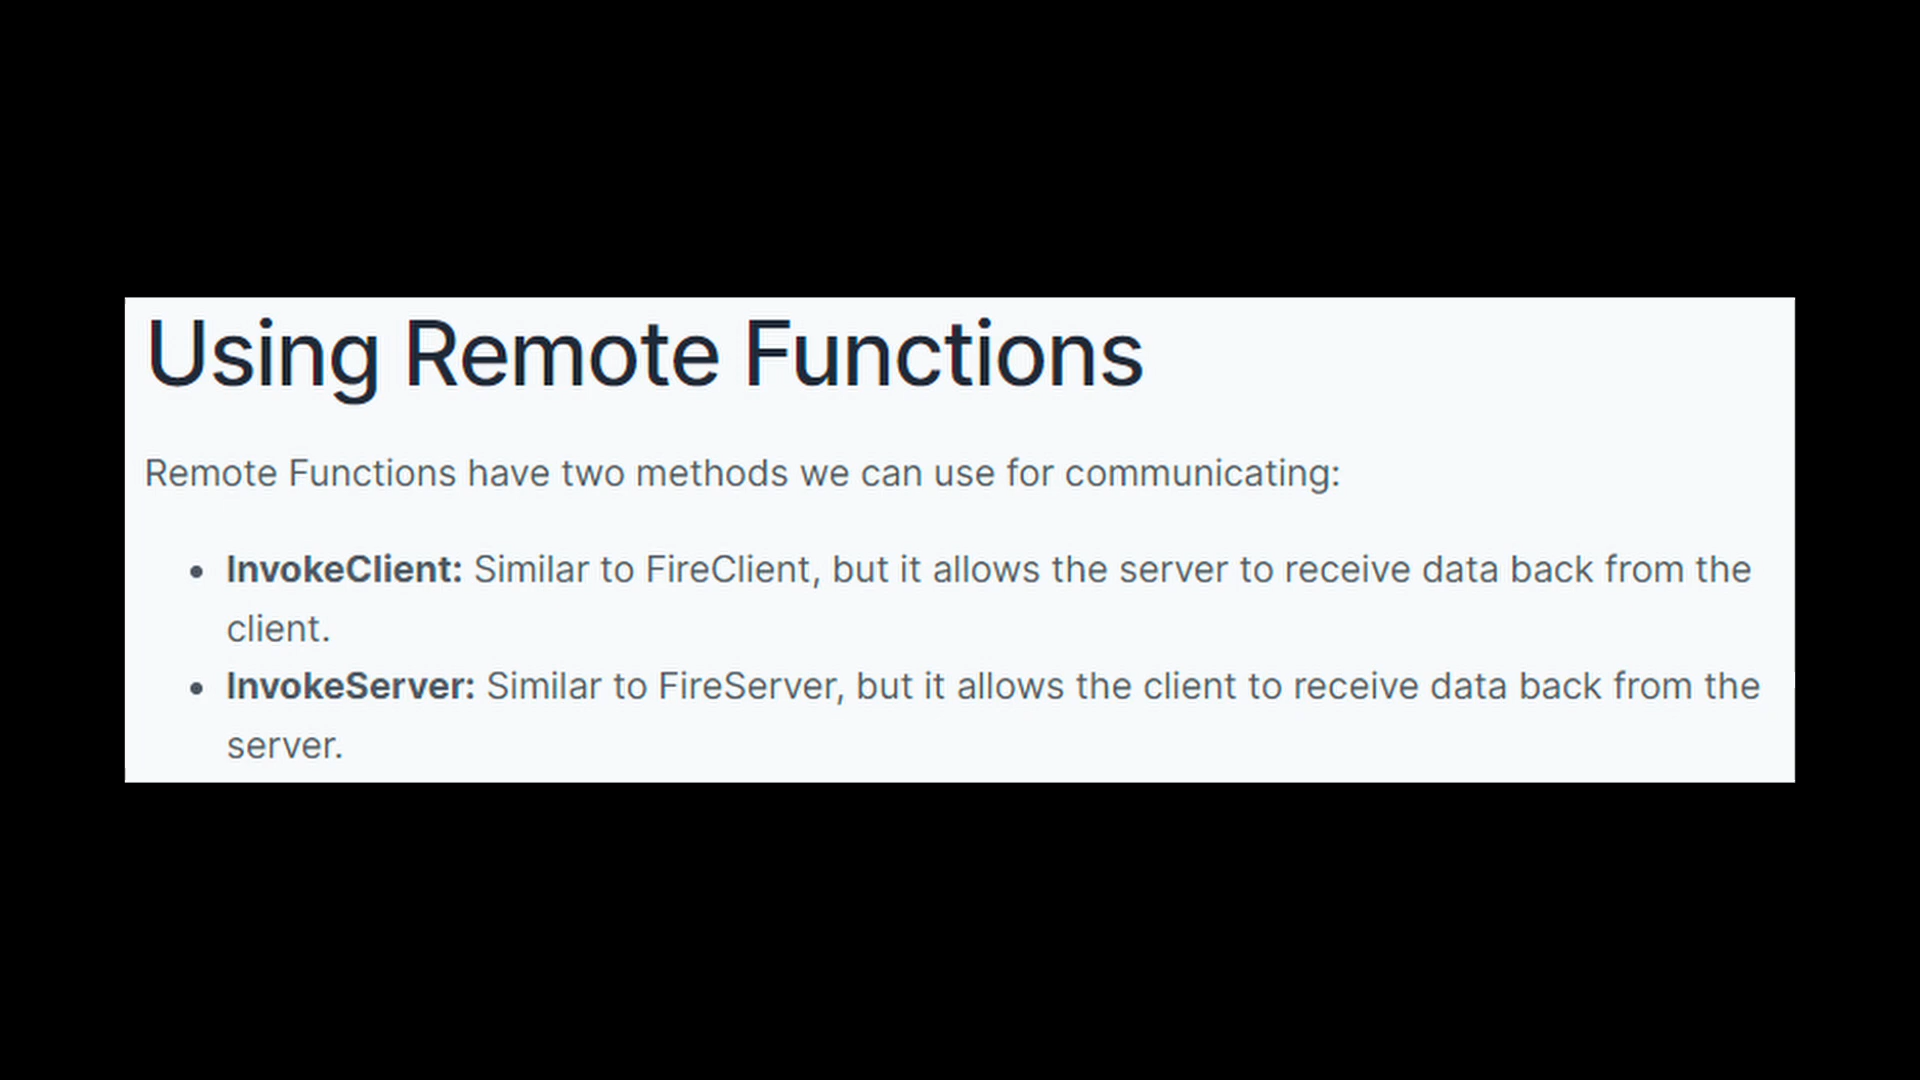 Using Remote Functions
Remote Functions have two methods we can use for communicating:
• InvokeClient: Similar to FireClient, but it allows the server to receive data back from the
client.
• InvokeServer: Similar to FireServer, but it allows the client to receive data back from the
server.